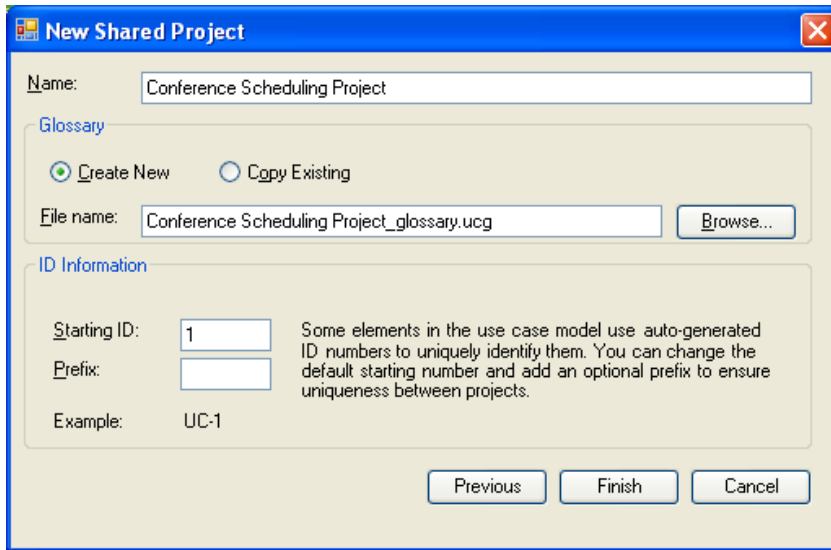 New Shared Project
Name: Conference Scheduling Project
Glossary
Create New Copy Existing
File name: Conference Scheduling Project_glossary.ucg Browse...
ID Information
Starting ID: 1
Prefix:
Some elements in the use case model use auto-generated
ID numbers to uniquely identify them. You can change the
default starting number and add an optional prefix to ensure
uniqueness between projects.
Example: UC-1
Previous Finish Cancel